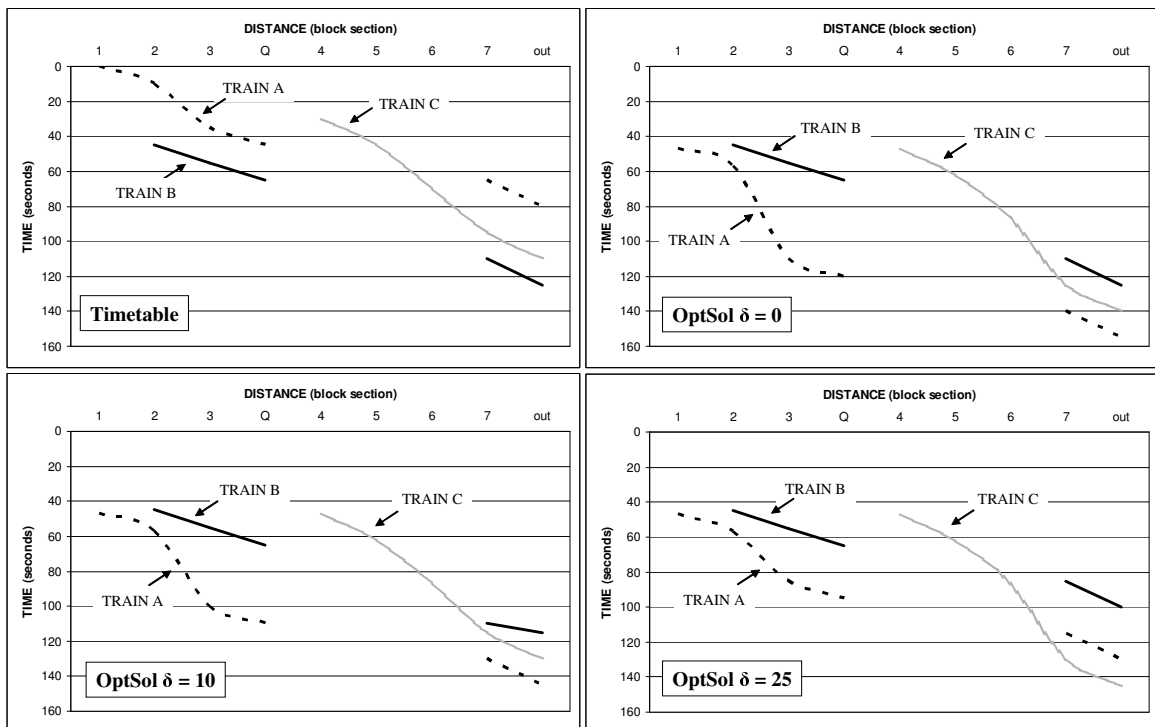 DISTANCE (block section)
1 2 3 Q 4 5 6 7 out
TIME (seconds)
0
20
40
60
80
100
120
140
160
TRAIN A
TRAIN C
TRAIN B
Timetable
DISTANCE (block section)
1 2 3 Q 4 5 6 7 out
TIME (seconds)
0
20
40
60
80
100
120
140
160
TRAIN B
TRAIN C
TRAIN A
OptSol δ = 0
DISTANCE (block section)
1 2 3 Q 4 5 6 7 out
TIME (seconds)
0
20
40
60
80
100
120
140
160
TRAIN B
TRAIN C
TRAIN A
OptSol δ = 10
DISTANCE (block section)
1 2 3 Q 4 5 6 7 out
TIME (seconds)
0
20
40
60
80
100
120
140
160
TRAIN B
TRAIN C
TRAIN A
OptSol δ = 25